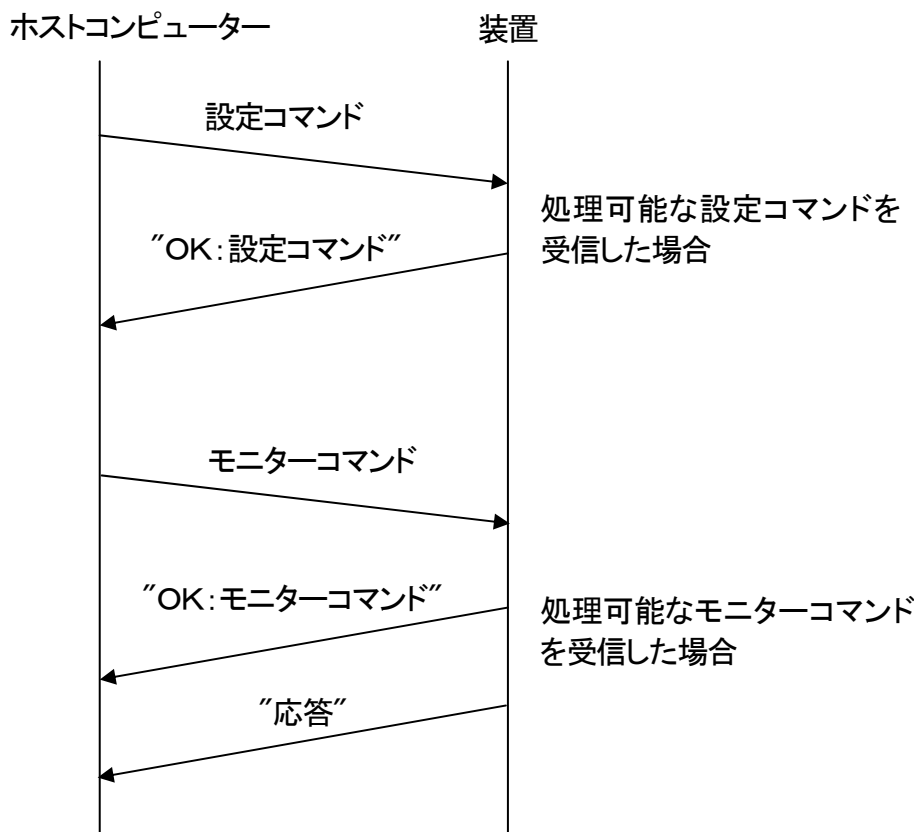 ホストコンピューター
装置
設定コマンド
処理可能な設定コマンドを
受信した場合
"OK:設定コマンド"
モニターコマンド
"OK:モニターコマンド"
処理可能なモニターコマンド
を受信した場合
"応答"